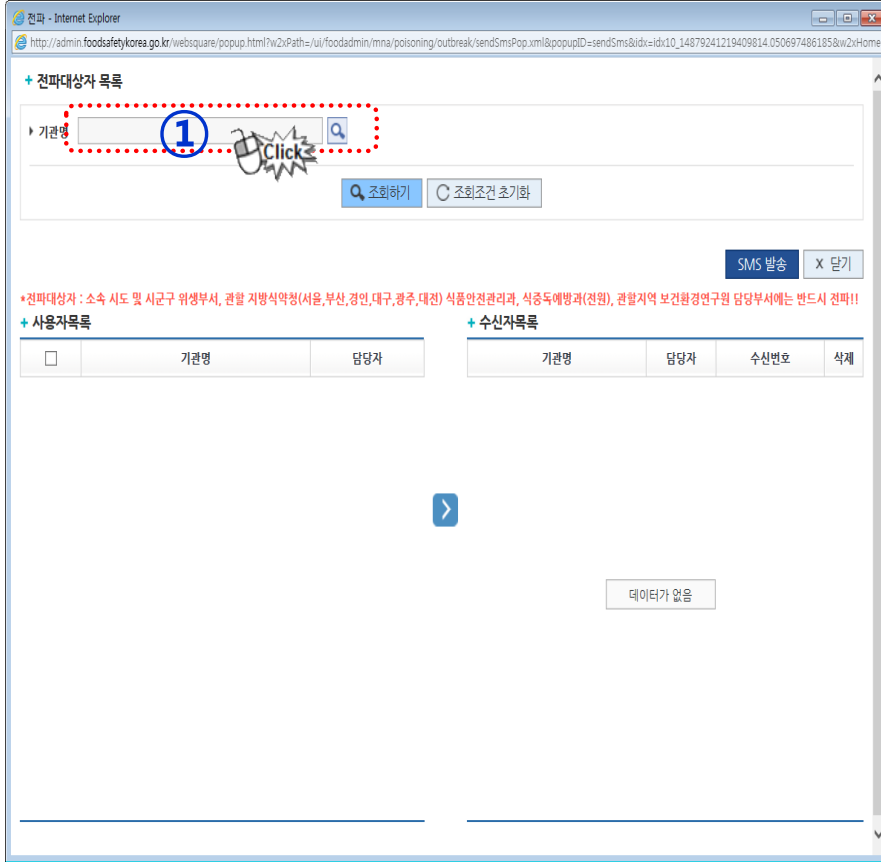 전파 - Internet Explorer
http://admin.foodsafetykorea.go.kr/websquare/popup.html?w2xPath=/ui/foodadmin/mna/poisoning/outbreak/sendSmsPop.xml&popupID=sendSms&idx=idx10_14879241219409814.050697486185&w2xHome
+ 전파대상자 목록
기관명
①
Click
조회하기 조회조건 초기화
SMS 발송 X 닫기
*전파대상자 : 소속 시도 및 시군구 위생부서, 관할 지방식약청(서울,부산,경인,대구,광주,대전) 식품안전관리과, 식중독예방과(전원), 관할지역 보건환경연구원 담당부서에는 반드시 전파!!
+ 사용자목록 + 수신자목록
기관명 담당자 기관명 담당자 수신번호 삭제
데이터가 없음